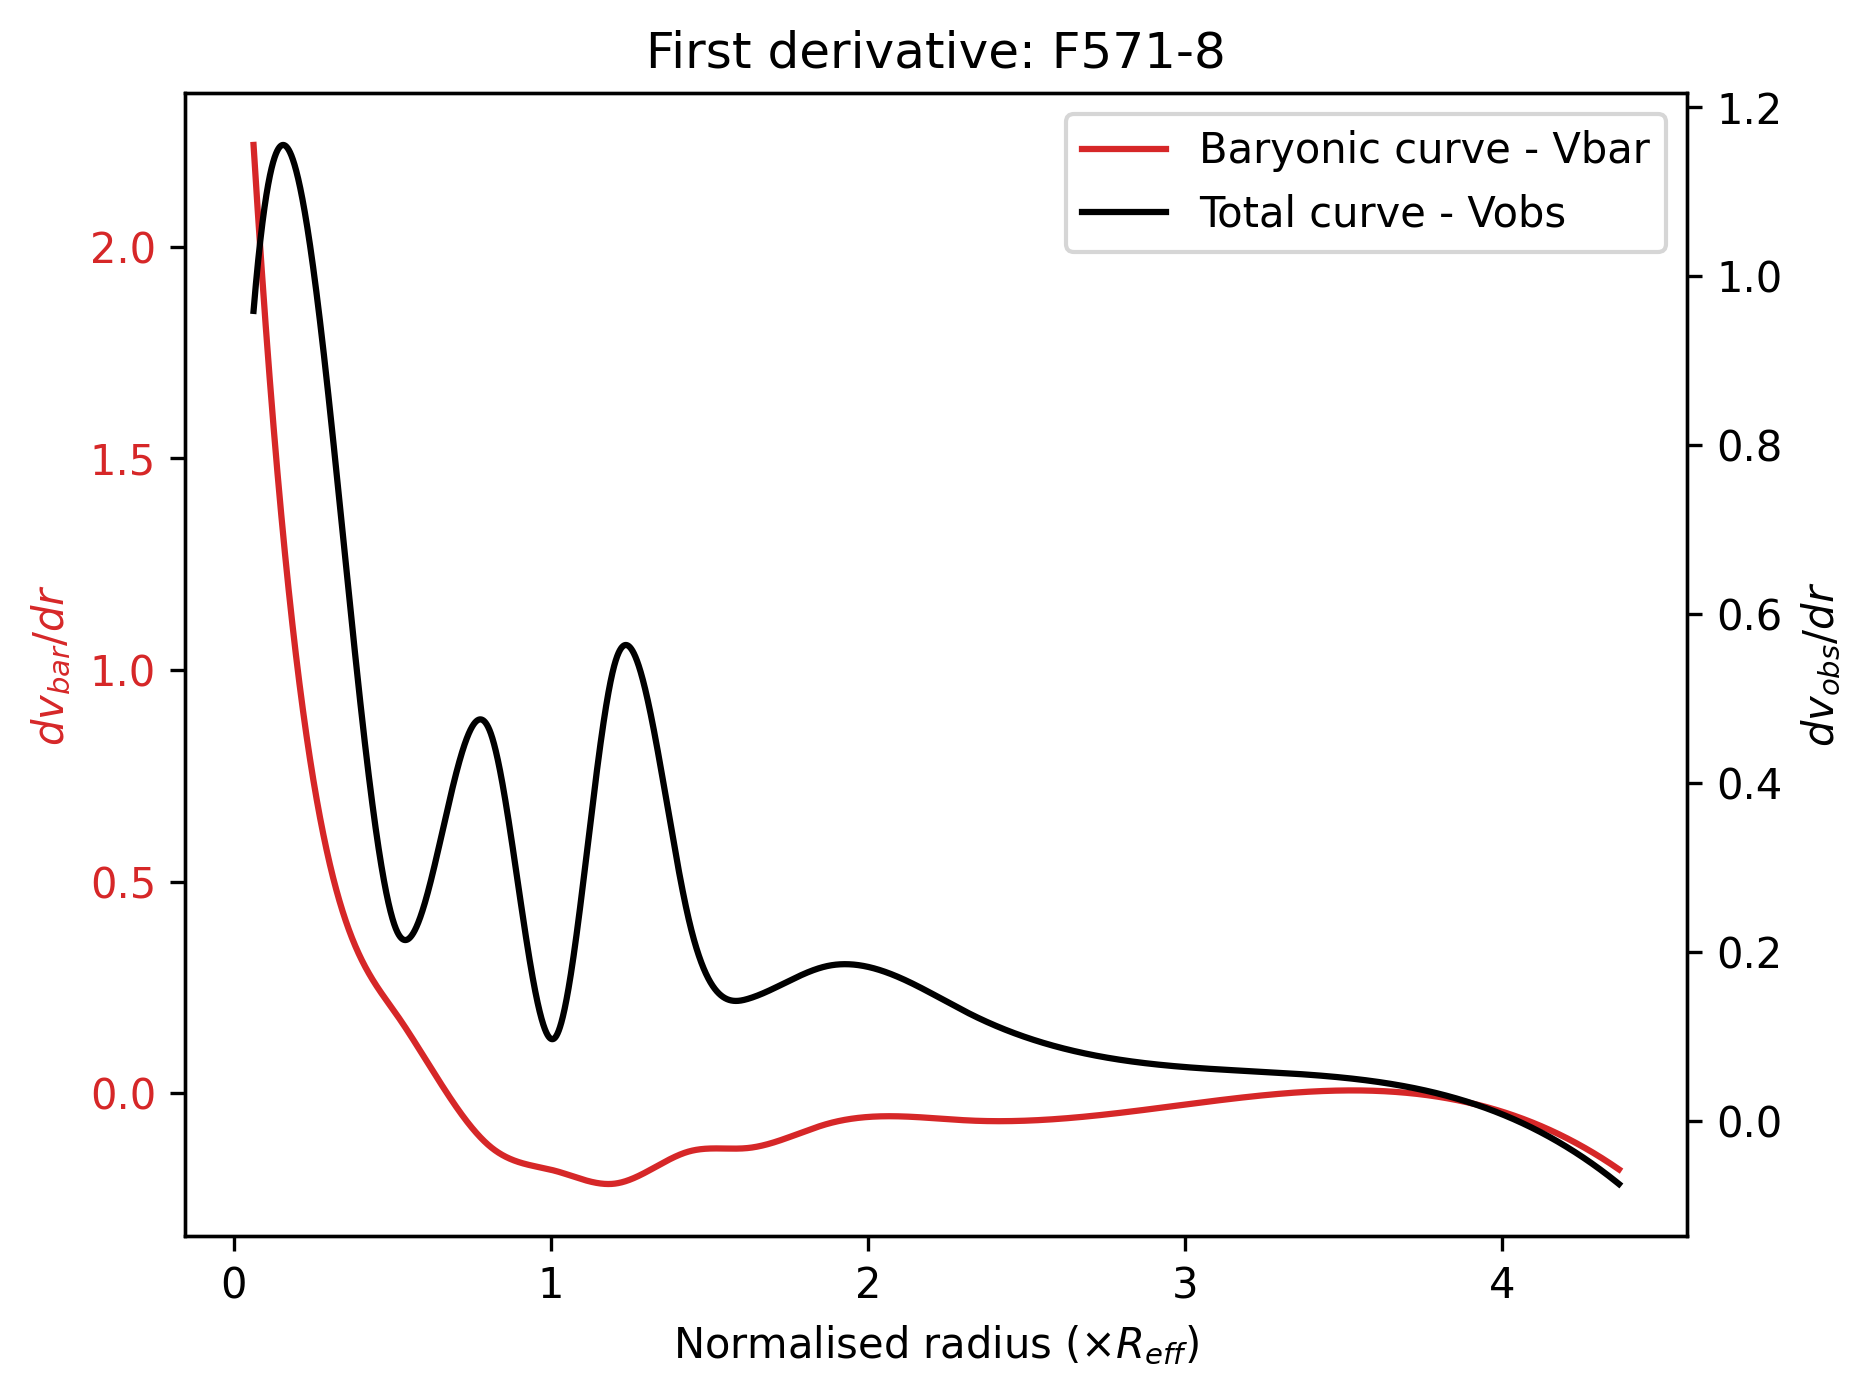 First derivative: F571-8
Baryonic curve - Vbar
Total curve - Vobs
2.0
1.5
1.0
0.5
0.0
dv_bar/dr
1.2
1.0
0.8
0.6
0.4
0.2
0.0
dv_obs/dr
0 1 2 3 4
Normalised radius (×R_eff)